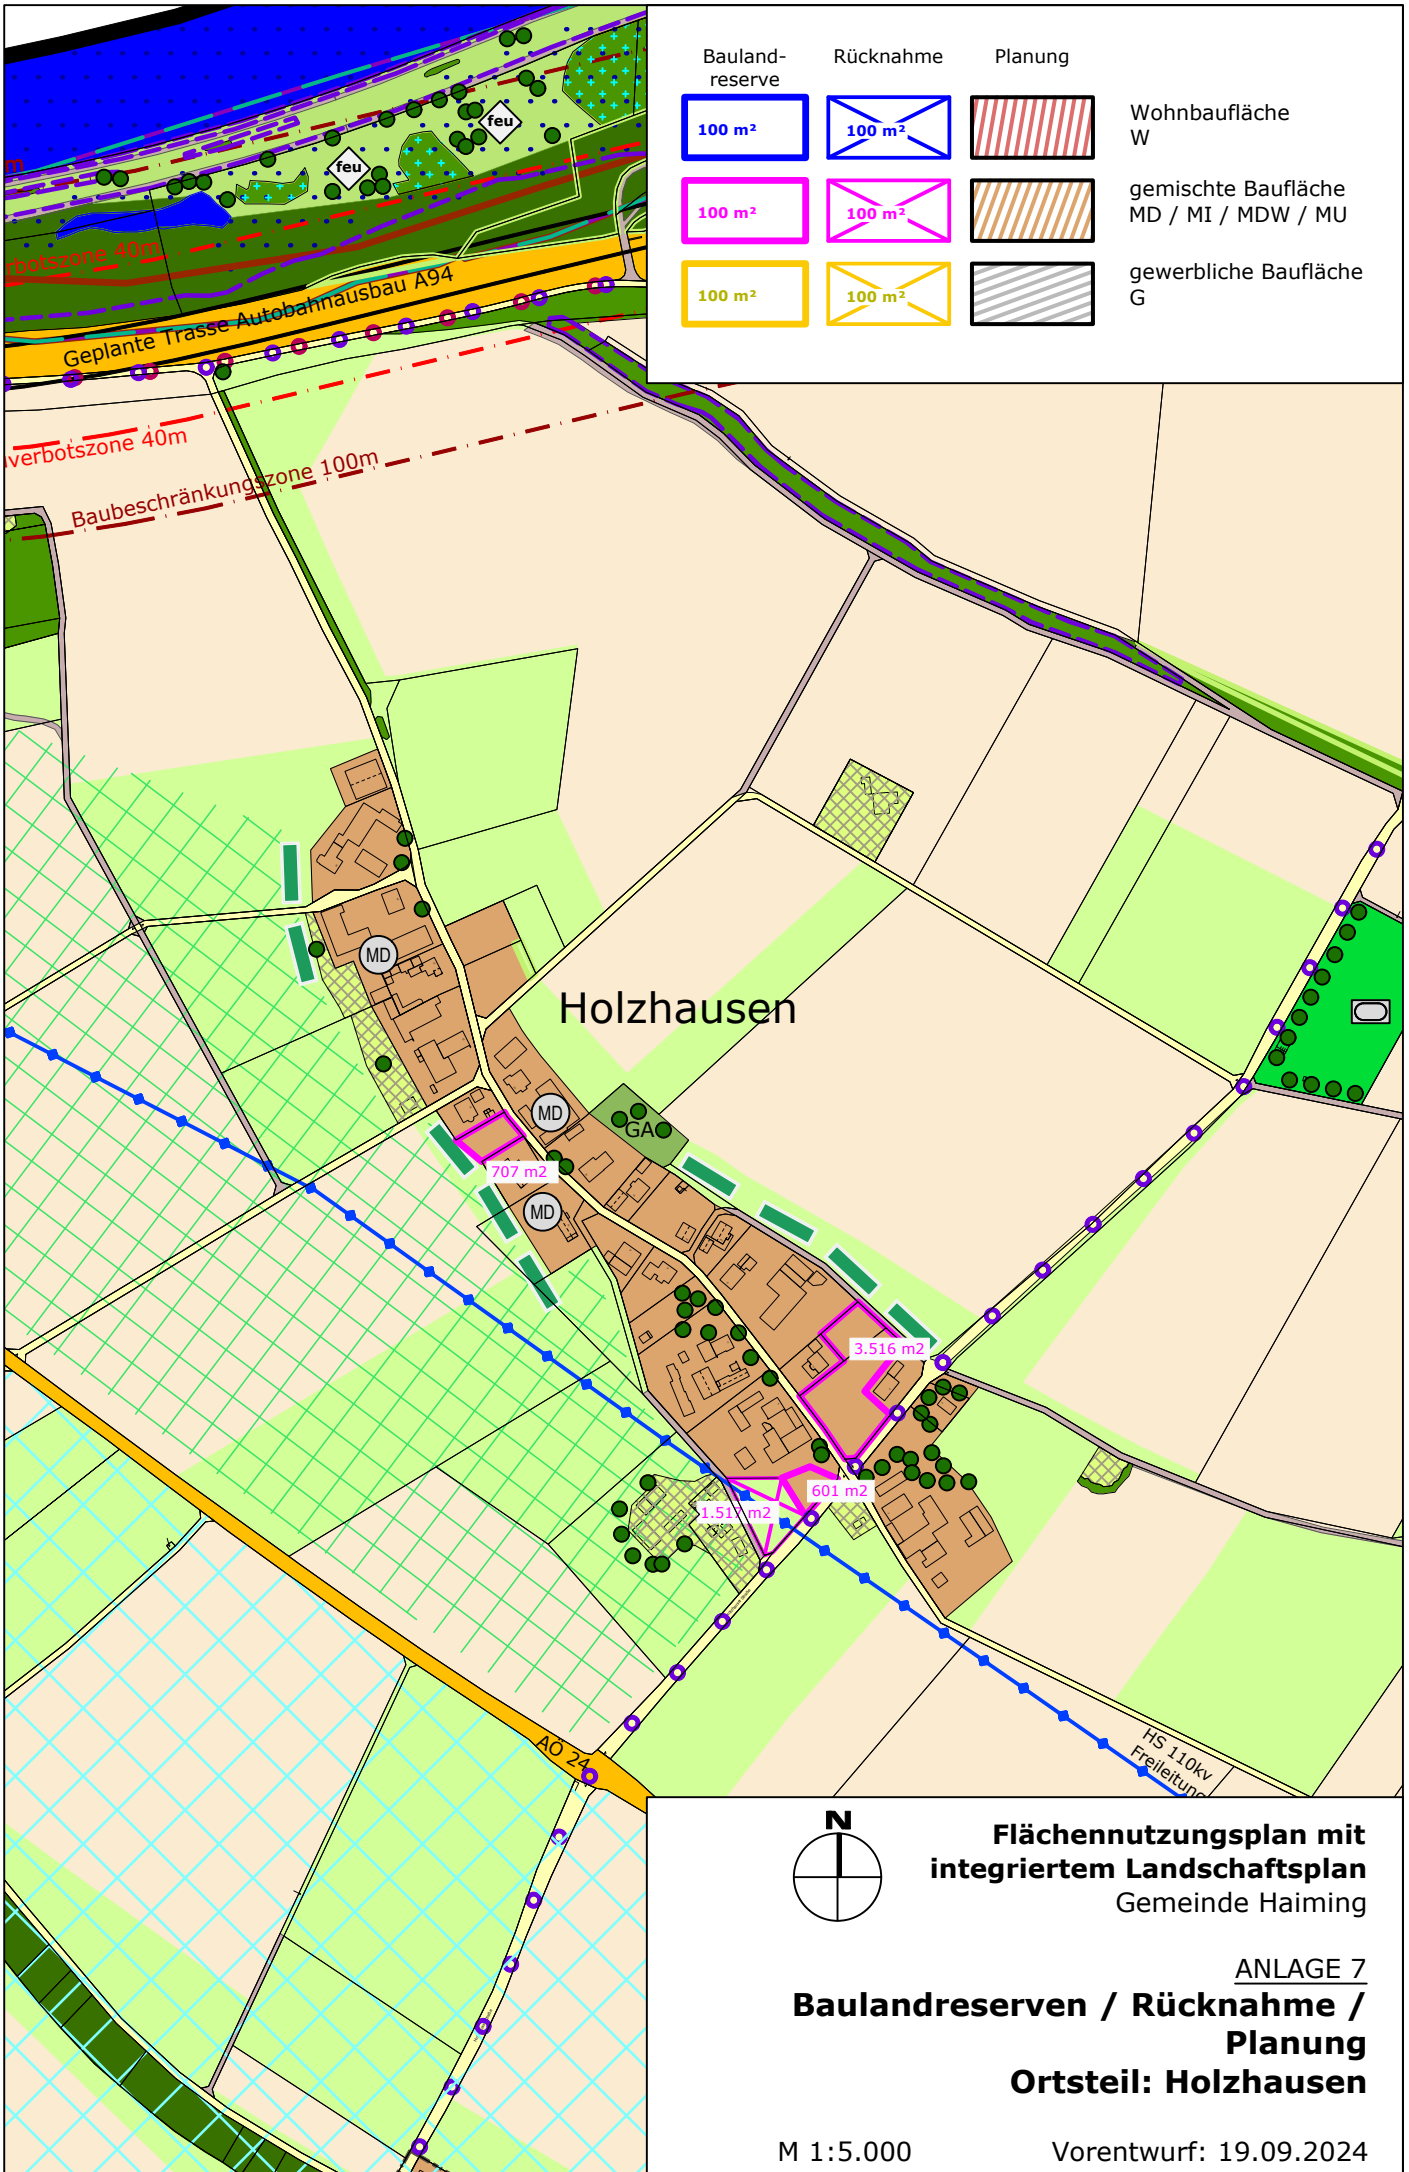 Bauland-
reserve
Rücknahme
Planung
100 m²
100 m²
Wohnbaufläche
W
100 m²
100 m²
gemischte Baufläche
MD / MI / MDW / MU
100 m²
100 m²
gewerbliche Baufläche
G
feu
feu
m
rbotszone 40m
Geplante Trasse Autobahnausbau A94
verbotszone 40m
Baubeschränkungszone 100m
MD
Holzhausen
MD
GA
707 m2
MD
3.516 m2
601 m2
1.517 m2
AÖ 24
HS 110kv
Freileitung
N
Flächennutzungsplan mit
integriertem Landschaftsplan
Gemeinde Haiming
ANLAGE 7
Baulandreserven / Rücknahme /
Planung
Ortsteil: Holzhausen
M 1:5.000
Vorentwurf: 19.09.2024